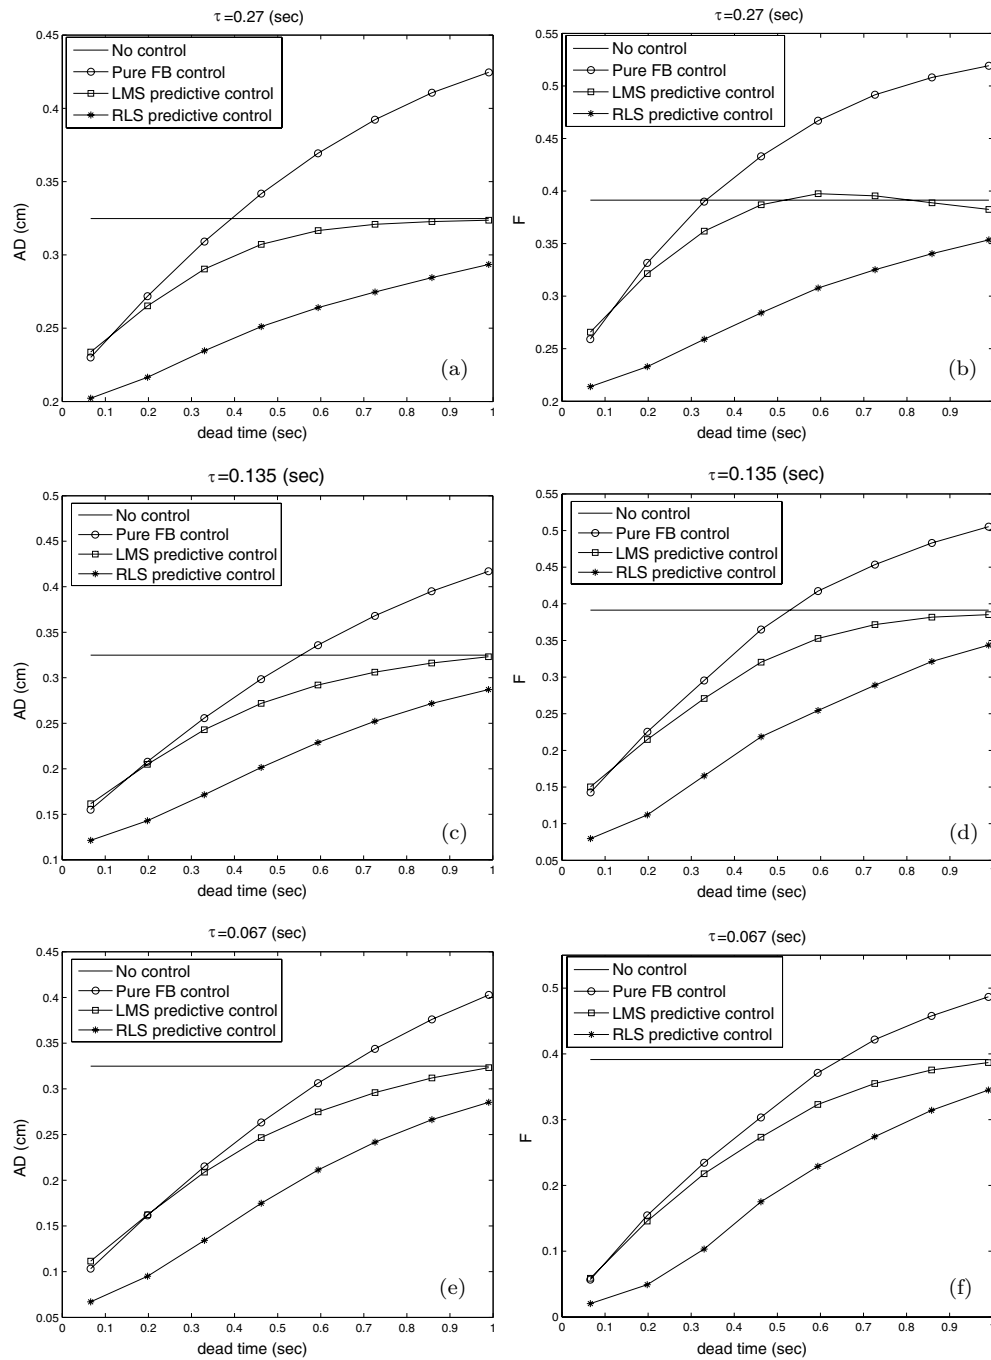 τ=0.27 (sec)
No control
Pure FB control
LMS predictive control
RLS predictive control
0.45
0.4
0.35
0.3
0.25
0.2
AD (cm)
(a)
0 0.1 0.2 0.3 0.4 0.5 0.6 0.7 0.8 0.9 1
dead time (sec)
τ=0.27 (sec)
No control
Pure FB control
LMS predictive control
RLS predictive control
0.55
0.5
0.45
0.4
0.35
0.3
0.25
0.2
F
(b)
0 0.1 0.2 0.3 0.4 0.5 0.6 0.7 0.8 0.9 1
dead time (sec)
τ=0.135 (sec)
No control
Pure FB control
LMS predictive control
RLS predictive control
0.5
0.45
0.4
0.35
0.3
0.25
0.2
0.15
0.1
AD (cm)
(c)
0 0.1 0.2 0.3 0.4 0.5 0.6 0.7 0.8 0.9 1
dead time (sec)
τ=0.135 (sec)
No control
Pure FB control
LMS predictive control
RLS predictive control
0.55
0.5
0.45
0.4
0.35
0.3
0.25
0.2
0.15
0.1
0.05
F
(d)
0 0.1 0.2 0.3 0.4 0.5 0.6 0.7 0.8 0.9 1
dead time (sec)
τ=0.067 (sec)
No control
Pure FB control
LMS predictive control
RLS predictive control
0.45
0.4
0.35
0.3
0.25
0.2
0.15
0.1
0.05
AD (cm)
(e)
0 0.1 0.2 0.3 0.4 0.5 0.6 0.7 0.8 0.9 1
dead time (sec)
τ=0.067 (sec)
No control
Pure FB control
LMS predictive control
RLS predictive control
0.5
0.4
0.3
0.2
0.1
0
F
(f)
0 0.1 0.2 0.3 0.4 0.5 0.6 0.7 0.8 0.9 1
dead time (sec)